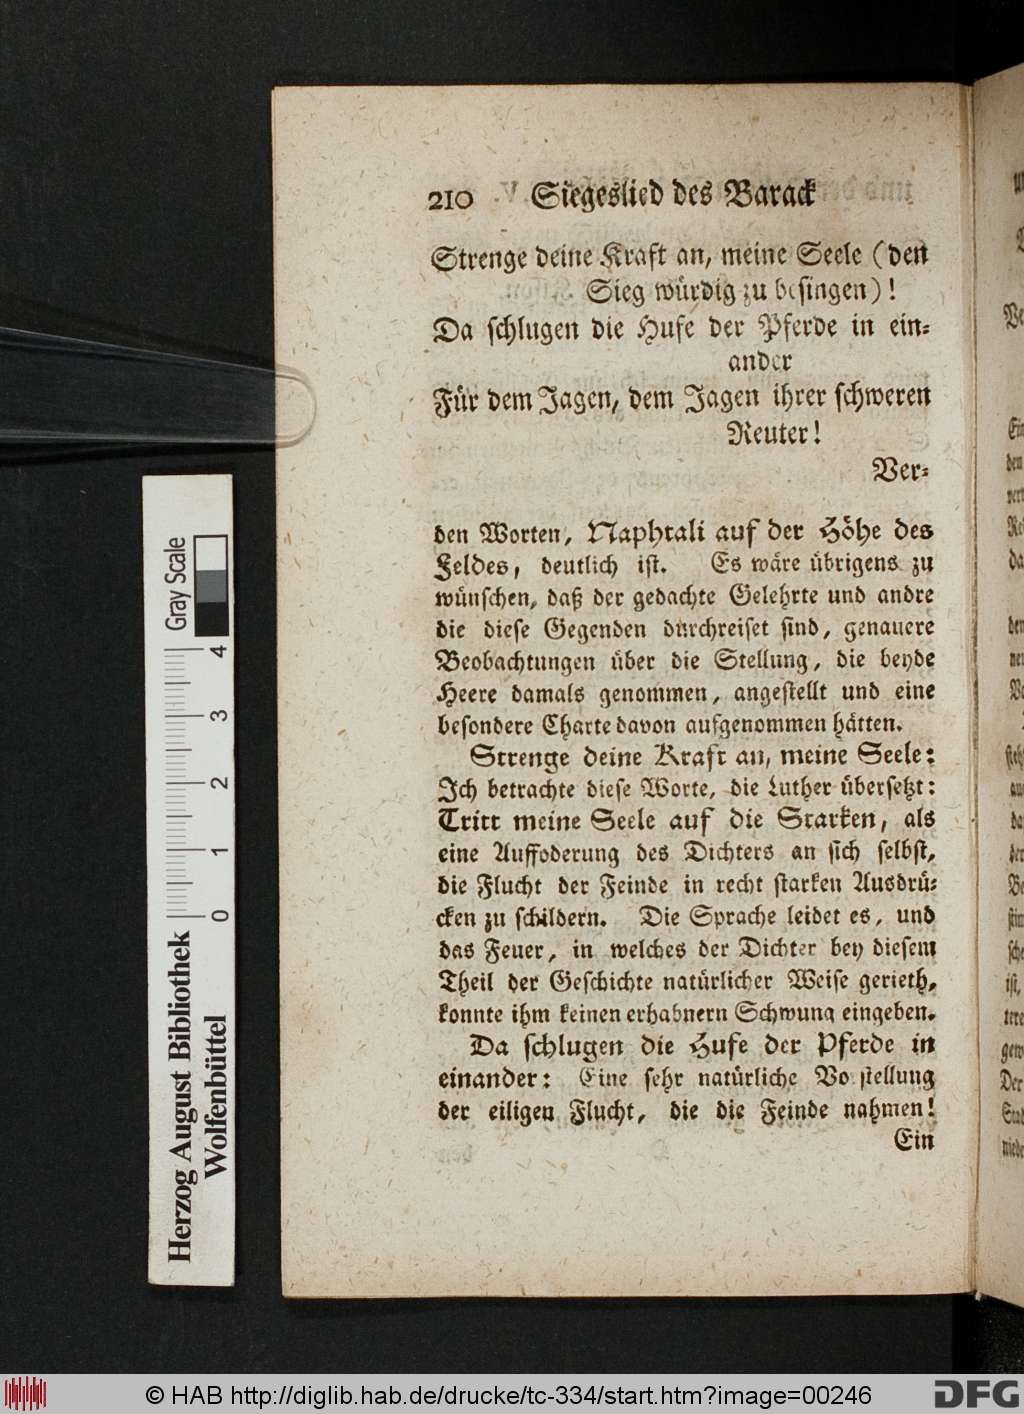 210 Siegeslied des Barack
Strenge deine Kraft an, meine Seele (den
Sieg würdig zu besingen)!
Da schlugen die Hufe der Pferde in ein-
ander
Für dem Jagen, dem Jagen ihrer schweren
Reuter!
Ver-
den Worten, Naphtali auf der Höhe des
Feldes, deutlich ist. Es wäre übrigens zu
wünschen, daß der gedachte Gelehrte und andre
die diese Gegenden durchreiset sind, genauere
Beobachtungen über die Stellung, die beyde
Heere damals genommen, angestellt und eine
besondere Charte davon aufgenommen hätten.
Strenge deine Kraft an, meine Seele:
Ich betrachte diese Worte, die Luther übersetzt:
Tritt meine Seele auf die Starken, als
eine Auffoderung des Dichters an sich selbst,
die Flucht der Feinde in recht starken Ausdrü-
cken zu schildern. Die Sprache leidet es, und
das Feuer, in welches der Dichter bey diesem
Theil der Geschichte natürlicher Weise gerieth,
konnte ihm keinen erhabnern Schwung eingeben.
Da schlugen die Hufe der Pferde in
einander: Eine sehr natürliche Vo stellung
der eiligen Flucht, die die Feinde nahmen!
Ein
Gray Scale
4
3
2
1
0
Herzog August Bibliothek
Wolfenbüttel
© HAB http://diglib.hab.de/drucke/tc-334/start.htm?image=00246
DFG